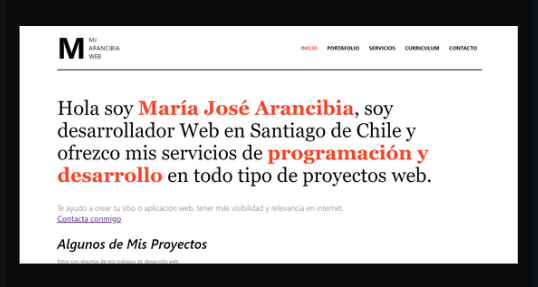 M
MJ
ARANCIBIA
WEB
INICIO PORTAFOLIO SERVICIOS CURRICULUM CONTACTO
Hola soy María José Arancibia, soy
desarrollador Web en Santiago de Chile y
ofrezco mis servicios de programación y
desarrollo en todo tipo de proyectos web.
Te ayudo a crear tu sitio o aplicación web, tener más visibilidad y relevancia en internet.
Contacta conmigo
Algunos de Mis Proyectos
Estos son algunos de mis trabajos de desarrollo web